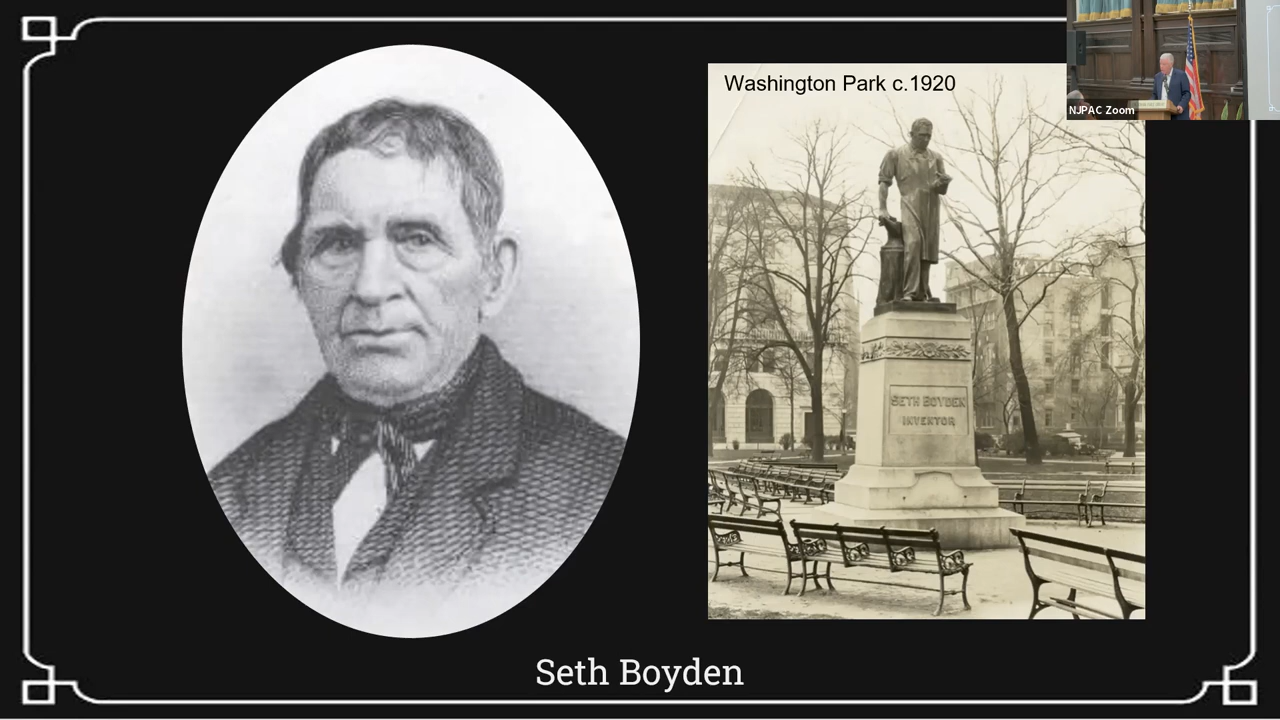 Washington Park c.1920
NJPAC Zoom
SETH BOYDEN
INVENTOR
Seth Boyden